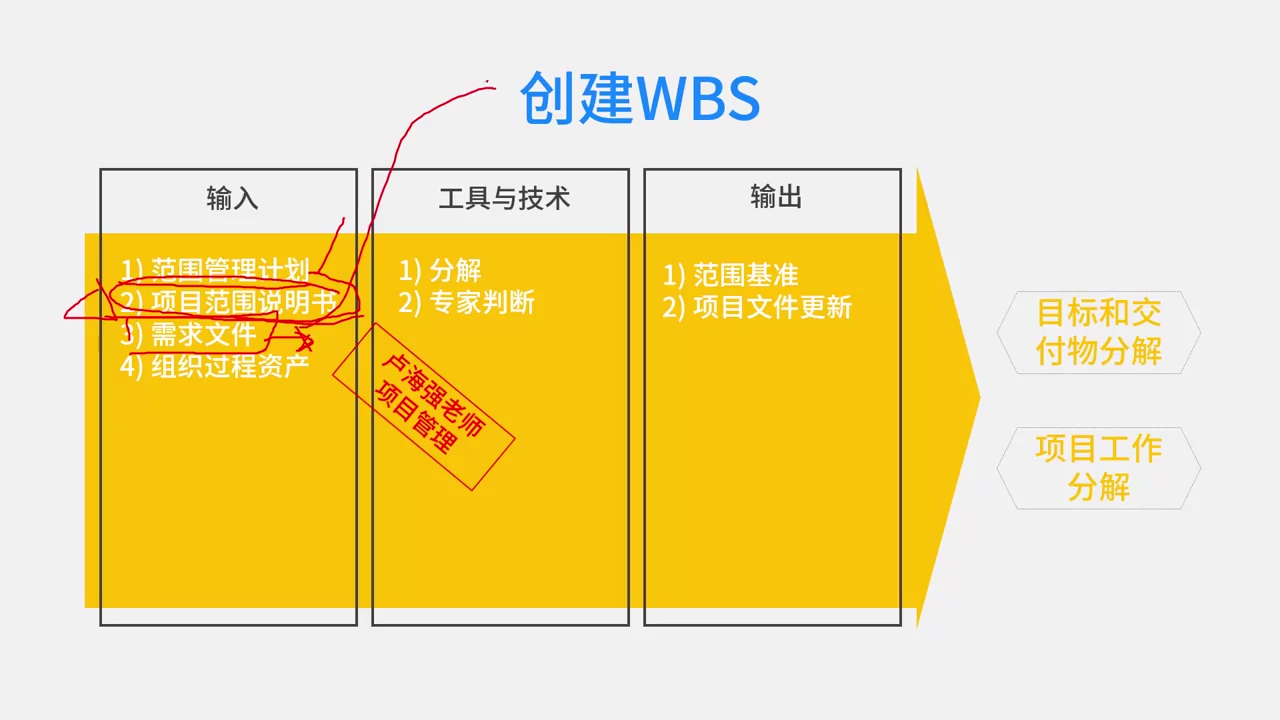 创建WBS
输入
1) 范围管理计划
2) 项目范围说明书
3) 需求文件
4) 组织过程资产
工具与技术
1) 分解
2) 专家判断
输出
1) 范围基准
2) 项目文件更新
目标和交
付物分解
项目工作
分解
卢海强老师
项目管理